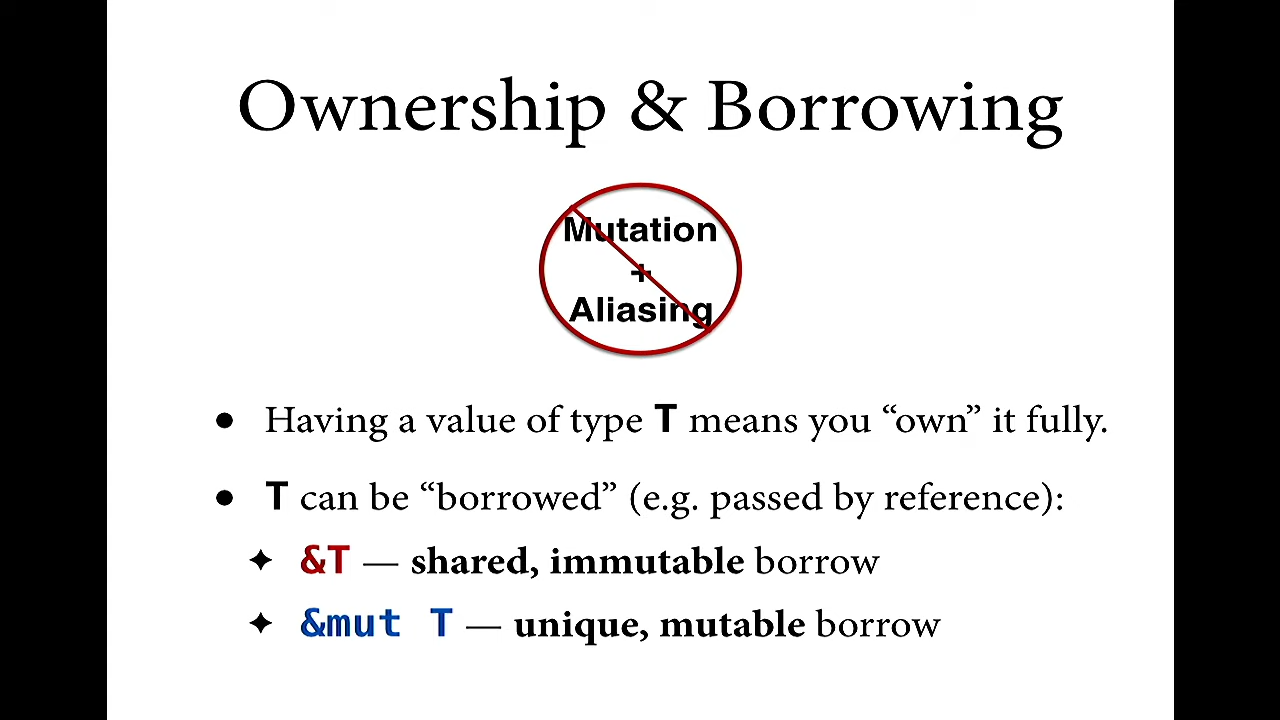 Ownership & Borrowing
Mutation
+
Aliasing
● Having a value of type T means you “own” it fully.
● T can be “borrowed” (e.g. passed by reference):
✦ &T — shared, immutable borrow
✦ &mut T — unique, mutable borrow